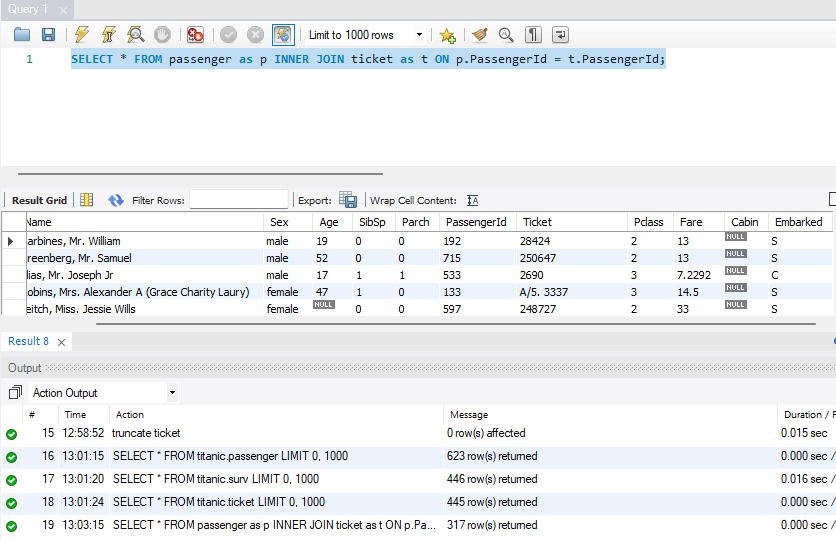 Query 1
Limit to 1000 rows
1 SELECT * FROM passenger as p INNER JOIN ticket as t ON p.PassengerId = t.PassengerId;
Result Grid Filter Rows: Export: Wrap Cell Content: IA
Name Sex Age SibSp Parch PassengerId Ticket Pclass Fare Cabin Embarked
arbines, Mr. William male 19 0 0 192 28424 2 13 NULL S
reenberg, Mr. Samuel male 52 0 0 715 250647 2 13 NULL S
lias, Mr. Joseph Jr male 17 1 1 533 2690 3 7.2292 NULL C
obins, Mrs. Alexander A (Grace Charity Laury) female 47 1 0 133 A/5. 3337 3 14.5 NULL S
eitch, Miss. Jessie Wills female NULL 0 0 597 248727 2 33 NULL S
Result 8
Output
Action Output
# Time Action Message Duration / F
15 12:58:52 truncate ticket 0 row(s) affected 0.015 sec
16 13:01:15 SELECT * FROM titanic.passenger LIMIT 0, 1000 623 row(s) returned 0.000 sec /
17 13:01:20 SELECT * FROM titanic.surv LIMIT 0, 1000 446 row(s) returned 0.016 sec /
18 13:01:24 SELECT * FROM titanic.ticket LIMIT 0, 1000 445 row(s) returned 0.000 sec /
19 13:03:15 SELECT * FROM passenger as p INNER JOIN ticket as t ON p.Pa... 317 row(s) returned 0.000 sec /